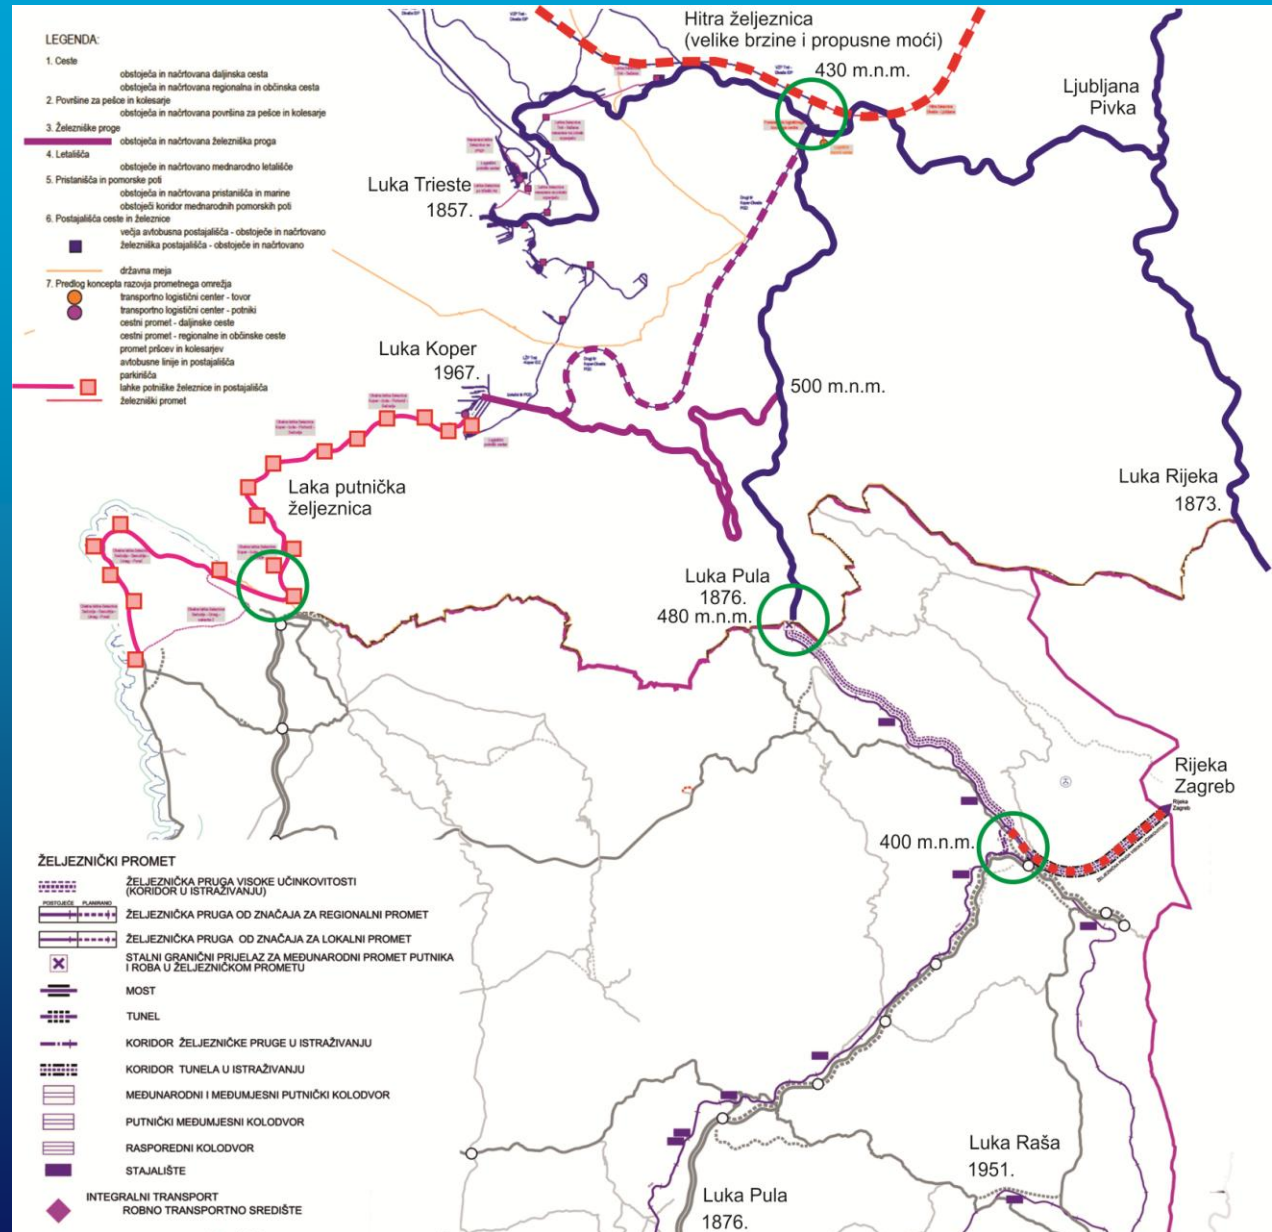 LEGENDA:
1. Ceste
obstoječa in načrtovana daljinska cesta
obstoječa in načrtovana regionalna in občinska cesta
2. Površine za pešce in kolesarje
obstoječa in načrtovana površina za pešce in kolesarje
3. Železniške proge
obstoječa in načrtovana železniška proga
4. Letališča
obstoječe in načrtovano mednarodno letališče
5. Pristanišča in pomorske poti
obstoječa in načrtovana pristanišča in marine
obstoječi koridor mednarodnih pomorskih poti
6. Postajališča ceste in železnice
večja avtobusna postajališča - obstoječe in načrtovano
železniška postajališča - obstoječe in načrtovano
državna meja
7. Predlog koncepta razovja prometnega omrežja
transportno logistični center - tovor
transportno logistični center - potniki
cestni promet - daljinske ceste
cestni promet - regionalne in občinske ceste
promet pršcev in kolesarjev
avtobusne linije in postajališča
parkirišča
lahke potniške železnice in postajališča
železniški promet
Hitra željeznica
(velike brzine i propusne moći)
430 m.n.m.
Ljubljana
Pivka
Luka Trieste
1857.
Luka Koper
1967.
500 m.n.m.
Laka putnička
željeznica
Luka Rijeka
1873.
Luka Pula
1876.
480 m.n.m.
Rijeka
Zagreb
Rijeka
Zagreb
400 m.n.m.
Luka Raša
1951.
Luka Pula
1876.
ŽELJEZNIČKI PROMET
ŽELJEZNIČKA PRUGA VISOKE UČINKOVITOSTI
(KORIDOR U ISTRAŽIVANJU)
POSTOJEĆE PLANIRANO
ŽELJEZNIČKA PRUGA OD ZNAČAJA ZA REGIONALNI PROMET
ŽELJEZNIČKA PRUGA OD ZNAČAJA ZA LOKALNI PROMET
STALNI GRANIČNI PRIJELAZ ZA MEĐUNARODNI PROMET PUTNIKA
I ROBA U ŽELJEZNIČKOM PROMETU
MOST
TUNEL
KORIDOR ŽELJEZNIČKE PRUGE U ISTRAŽIVANJU
KORIDOR TUNELA U ISTRAŽIVANJU
MEĐUNARODNI I MEĐUMJESNI PUTNIČKI KOLODVOR
PUTNIČKI MEĐUMJESNI KOLODVOR
RASPOREDNI KOLODVOR
STAJALIŠTE
INTEGRALNI TRANSPORT
ROBNO TRANSPORTNO SREDIŠTE